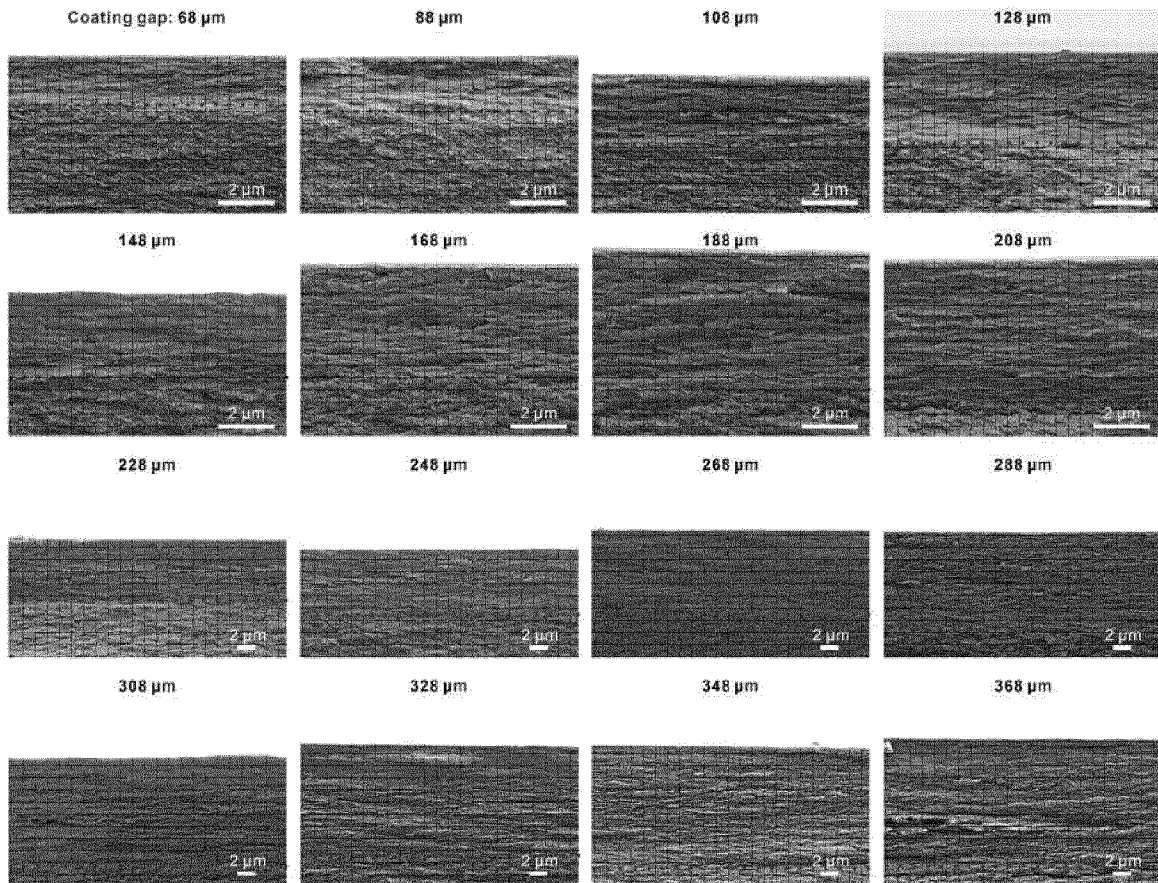 Coating gap: 68 µm
88 µm
108 µm
128 µm
2 µm
2 µm
2 µm
2 µm
148 µm
168 µm
188 µm
208 µm
2 µm
2 µm
2 µm
2 µm
228 µm
248 µm
268 µm
288 µm
2 µm
2 µm
2 µm
2 µm
308 µm
328 µm
348 µm
368 µm
2 µm
2 µm
2 µm
2 µm